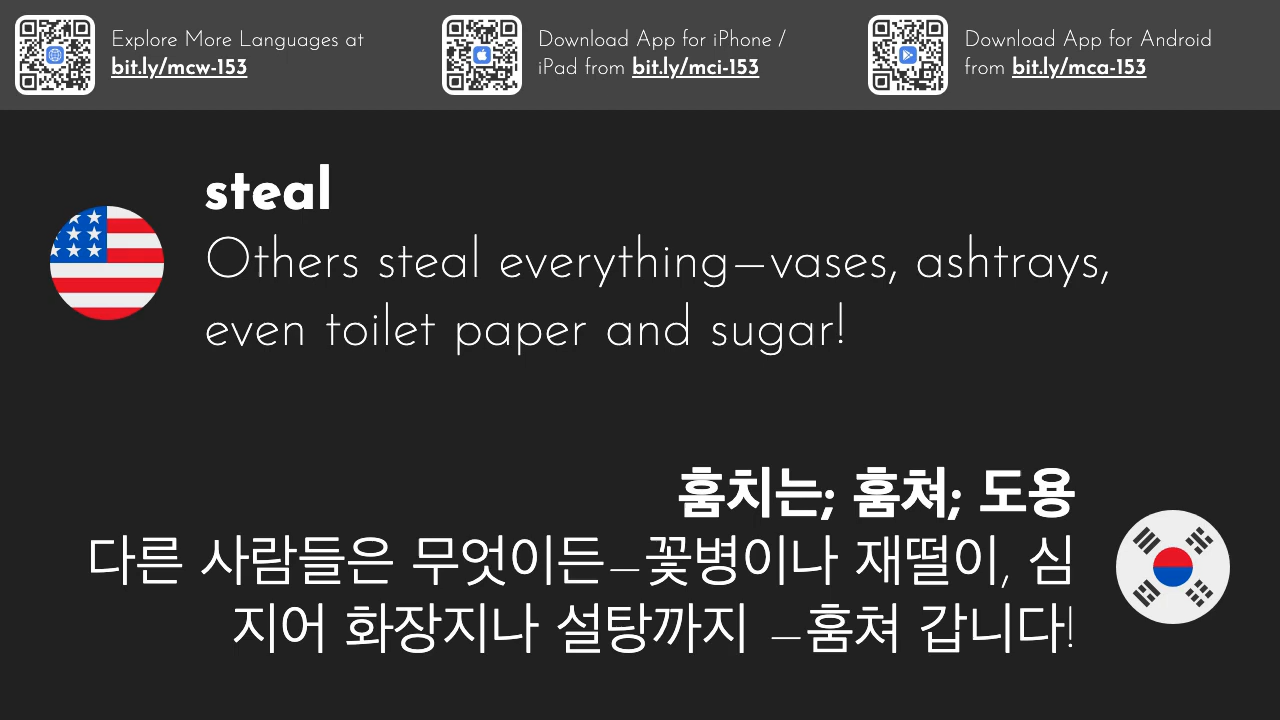 Explore More Languages at
bit.ly/mcw-153
Download App for iPhone /
iPad from bit.ly/mci-153
Download App for Android
from bit.ly/mca-153
steal
Others steal everything—vases, ashtrays,
even toilet paper and sugar!
훔치는; 훔쳐; 도용
다른 사람들은 무엇이든—꽃병이나 재떨이, 심
지어 화장지나 설탕까지 —훔쳐 갑니다!